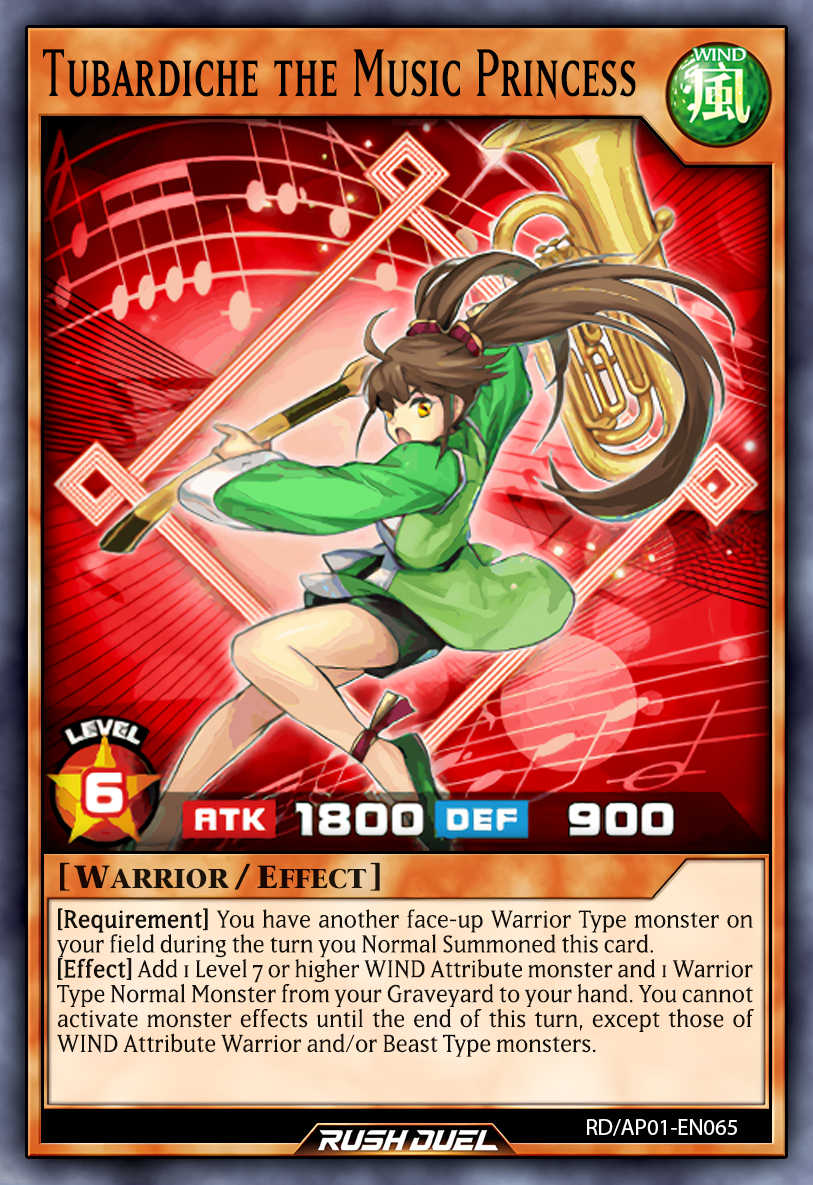 TUBARDICHE THE MUSIC PRINCESS
WIND
風
LEVEL
6
ATK 1800 DEF 900
[WARRIOR / EFFECT]
[Requirement] You have another face-up Warrior Type monster on
your field during the turn you Normal Summoned this card.
[Effect] Add 1 Level 7 or higher WIND Attribute monster and 1 Warrior
Type Normal Monster from your Graveyard to your hand. You cannot
activate monster effects until the end of this turn, except those of
WIND Attribute Warrior and/or Beast Type monsters.
RD/AP01-EN065
RUSH DUEL